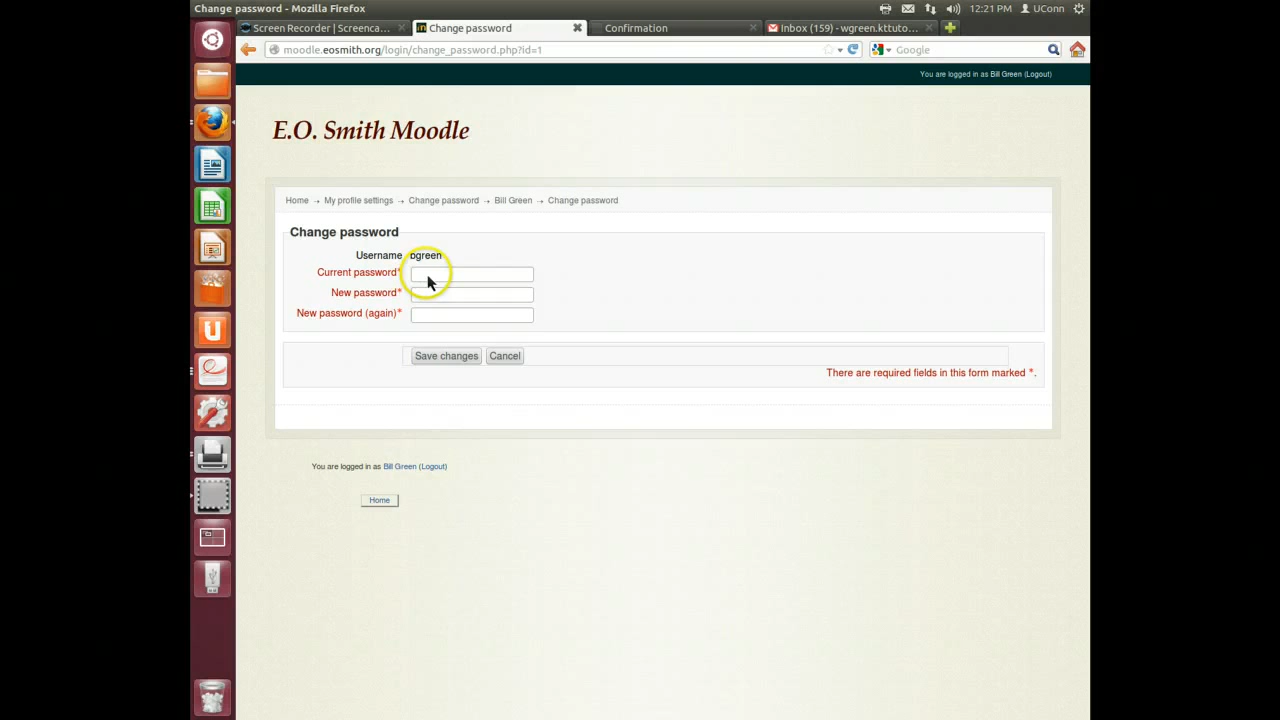 Change password - Mozilla Firefox
12:21 PM
UConn
Screen Recorder | Screenca...
Change password
Confirmation
Inbox (159) - wgreen.kttuto...
moodle.eosmith.org/login/change_password.php?id=1
Google
You are logged in as Bill Green (Logout)
E.O. Smith Moodle
Home → My profile settings → Change password → Bill Green → Change password
Change password
Username bgreen
Current password*
New password*
New password (again)*
Save changes Cancel
There are required fields in this form marked *.
You are logged in as Bill Green (Logout)
Home